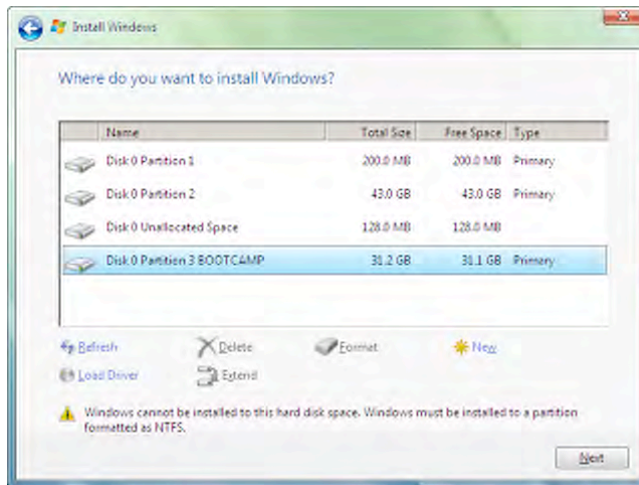 Install Windows
Where do you want to install Windows?
Name Total Size Free Space Type
Disk 0 Partition 1 200.0 MB 200.0 MB Primary
Disk 0 Partition 2 43.0 GB 43.0 GB Primary
Disk 0 Unallocated Space 128.0 MB 128.0 MB
Disk 0 Partition 3 BOOTCAMP 31.2 GB 31.1 GB Primary
Refresh Delete Format New
Load Driver Extend
Windows cannot be installed to this hard disk space. Windows must be installed to a partition
formatted as NTFS.
Next